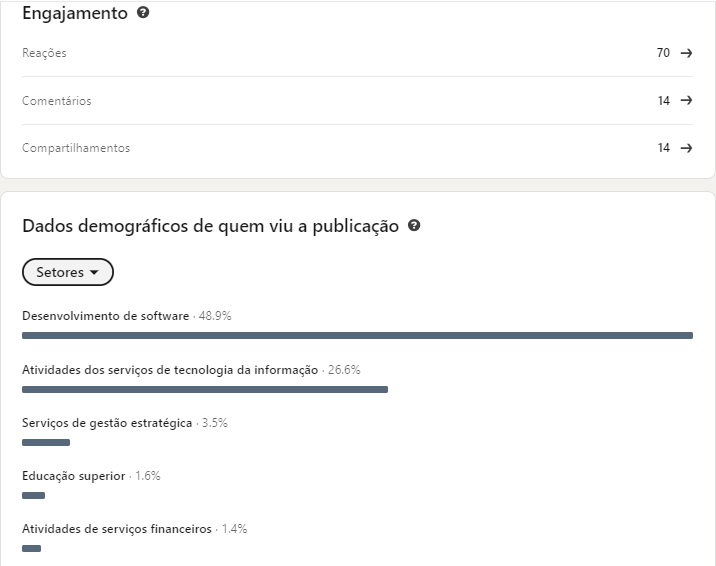 Engajamento ?
Reações 70 →
Comentários 14 →
Compartilhamentos 14 →
Dados demográficos de quem viu a publicação ?
Setores
Desenvolvimento de software · 48.9%
Atividades dos serviços de tecnologia da informação · 26.6%
Serviços de gestão estratégica · 3.5%
Educação superior · 1.6%
Atividades de serviços financeiros · 1.4%